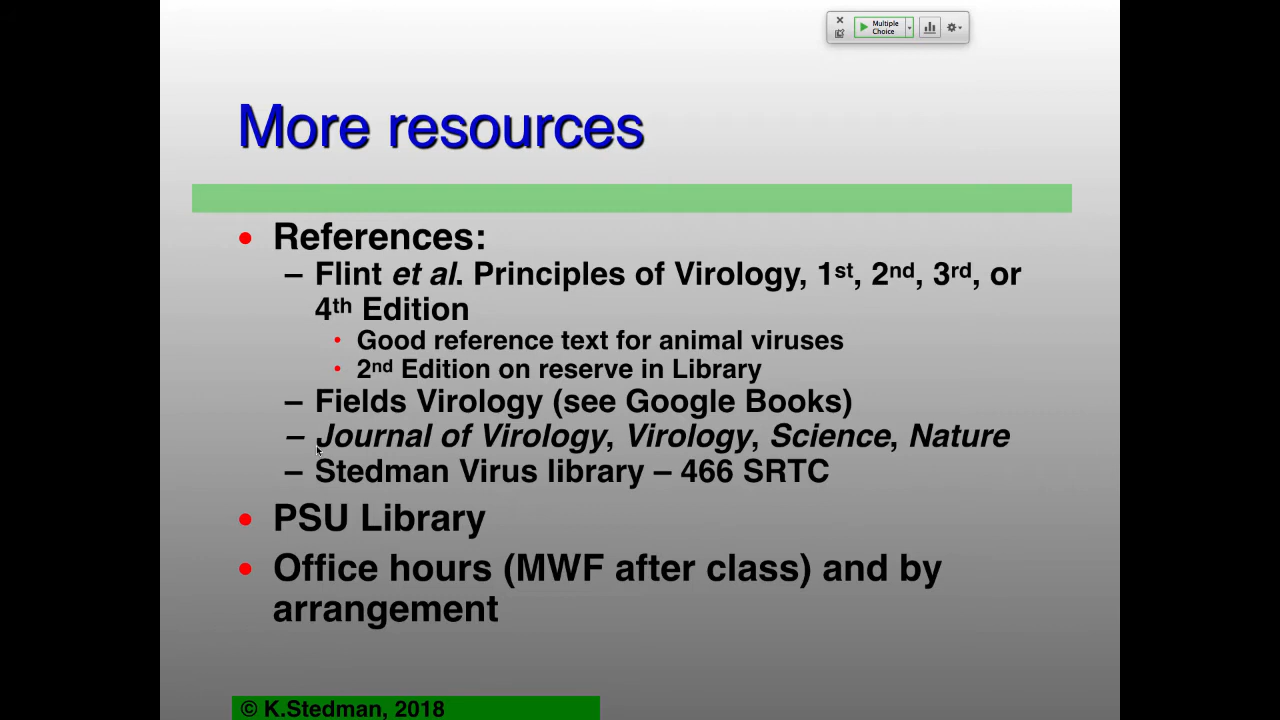 Multiple
Choice
More resources
• References:
– Flint et al. Principles of Virology, 1st, 2nd, 3rd, or
4th Edition
• Good reference text for animal viruses
• 2nd Edition on reserve in Library
– Fields Virology (see Google Books)
– Journal of Virology, Virology, Science, Nature
– Stedman Virus library – 466 SRTC
• PSU Library
• Office hours (MWF after class) and by
arrangement
© K.Stedman, 2018